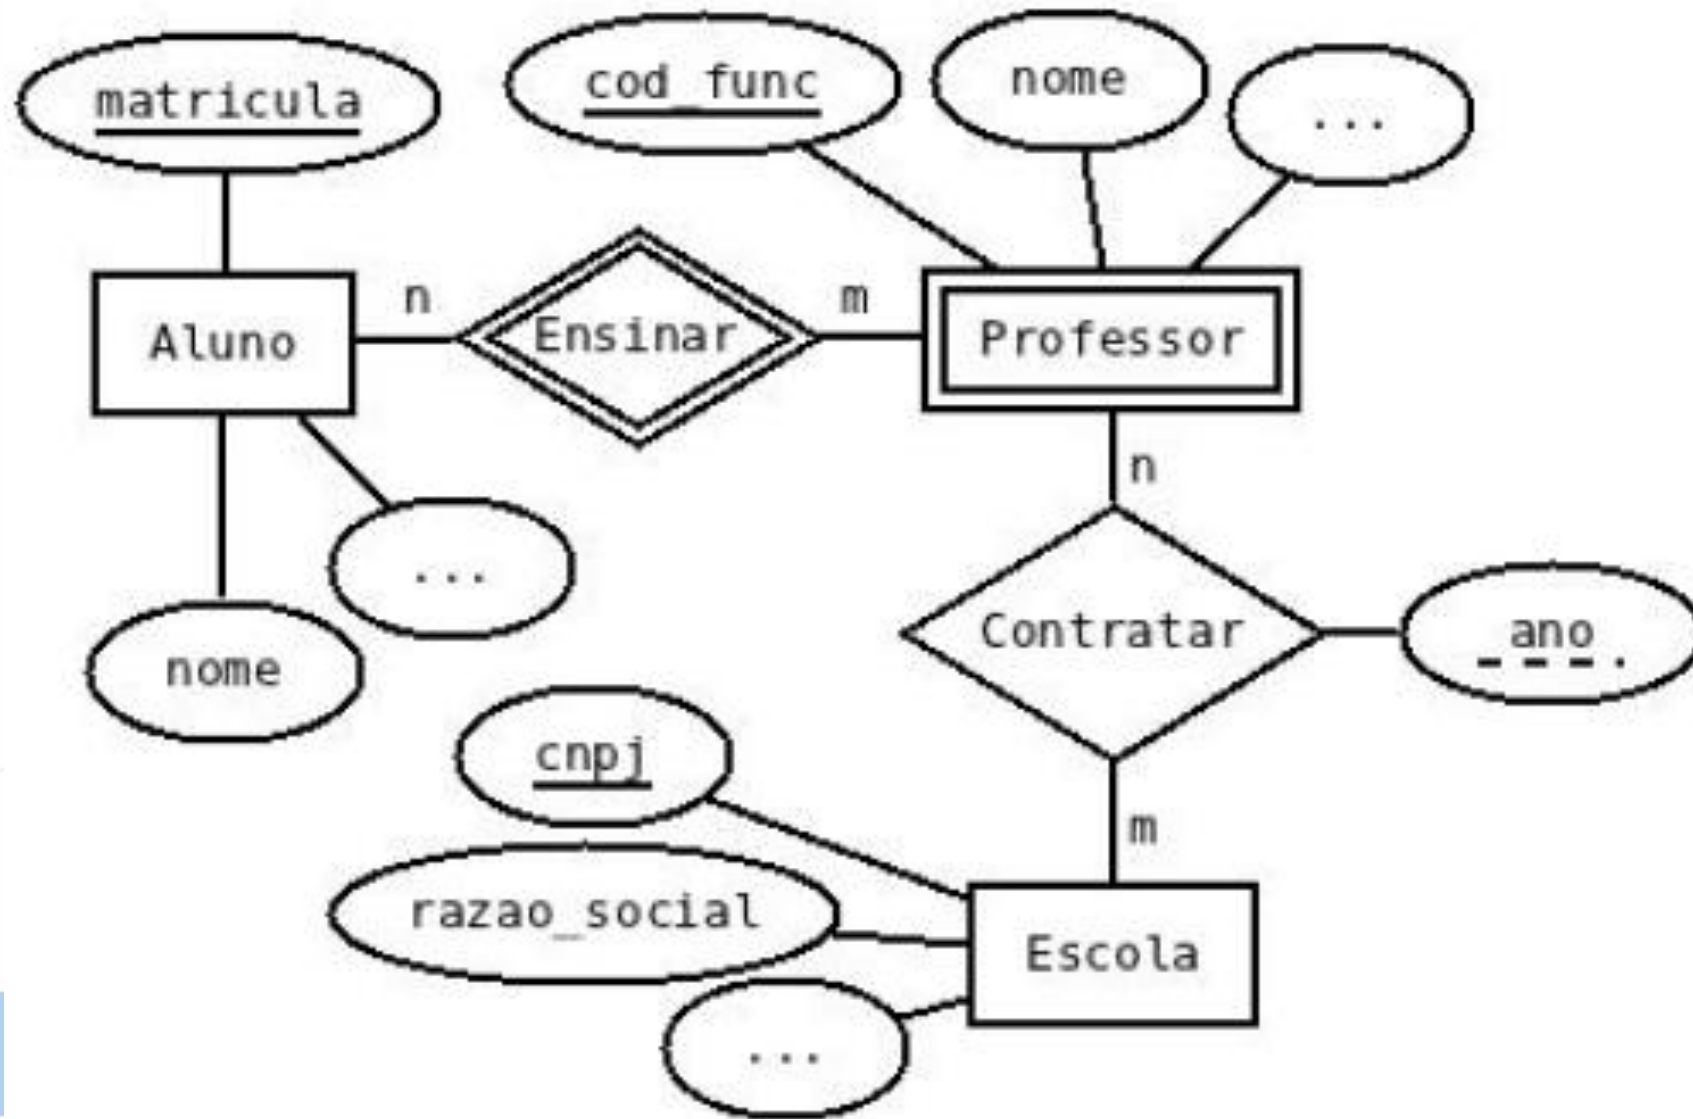 matricula
cod_func
nome
...
Aluno
n
Ensinar
m
Professor
n
...
nome
Contratar
ano
cnpj
m
razao_social
Escola
...